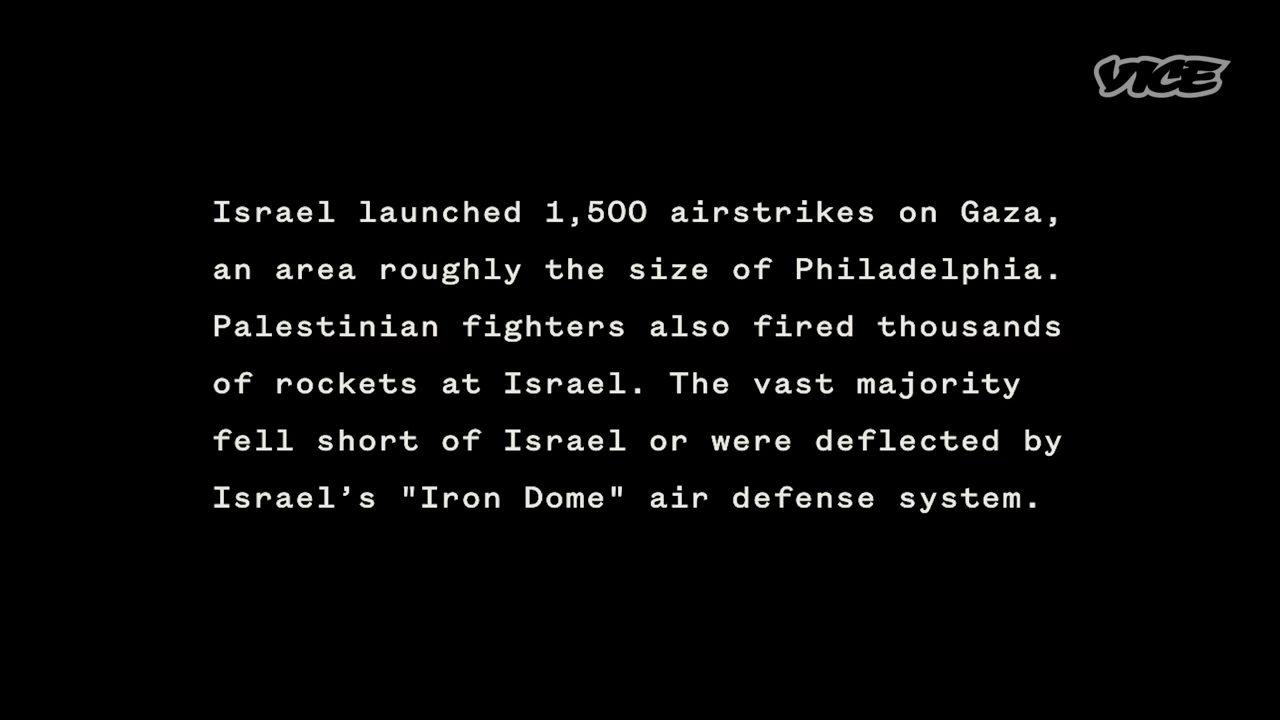 VICE
Israel launched 1,500 airstrikes on Gaza,
an area roughly the size of Philadelphia.
Palestinian fighters also fired thousands
of rockets at Israel. The vast majority
fell short of Israel or were deflected by
Israel’s "Iron Dome" air defense system.